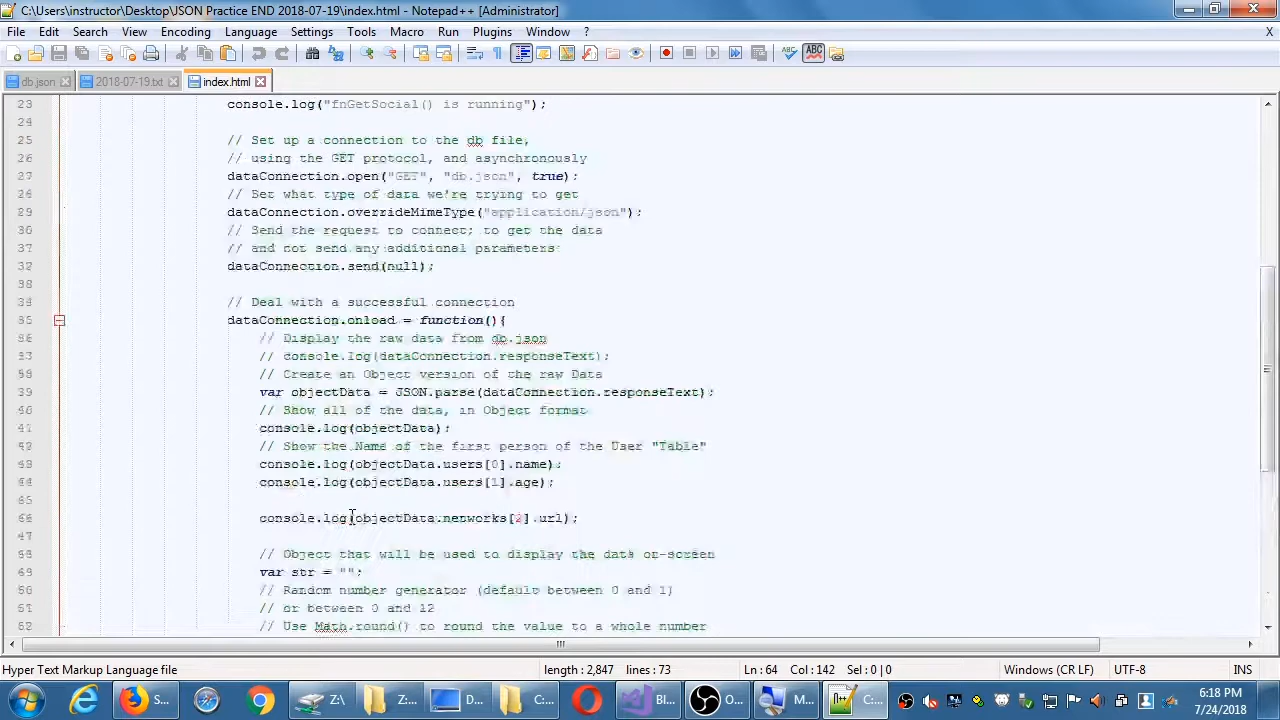 C:\Users\instructor\Desktop\JSON Practice END 2018-07-19\index.html - Notepad++ [Administrator]
File Edit Search View Encoding Language Settings Tools Macro Run Plugins Window ? X
db.json 2018-07-19.txt index.html
23 console.log("fnGetSocial() is running");
24
25 // Set up a connection to the db file,
26 // using the GET protocol, and asynchronously
27 dataConnection.open("GET", "db.json", true);
28 // Set what type of data we're trying to get
29 dataConnection.overrideMimeType("application/json");
30 // Send the request to connect; to get the data
31 // and not send any additional parameters
32 dataConnection.send(null);
33
34 // Deal with a successful connection
35 dataConnection.onload = function(){
36 // Display the raw data from db.json
37 // console.log(dataConnection.responseText);
38 // Create an Object version of the raw Data
39 var objectData = JSON.parse(dataConnection.responseText);
40 // Show all of the data, in Object format
41 console.log(objectData);
42 // Show the Name of the first person of the User "Table"
43 console.log(objectData.users[0].name);
44 console.log(objectData.users[1].age);
45
46 console.log(objectData.networks[2].url);
47
48 // Object that will be used to display the data on-screen
49 var str = "";
50 // Random number generator (default between 0 and 1)
51 // or between 0 and 12
52 // Use Math.round() to round the value to a whole number
Hyper Text Markup Language file length : 2,847 lines : 73 Ln : 64 Col : 142 Sel : 0 | 0 Windows (CR LF) UTF-8 INS
S... Z:\ Z:... D... C:... Bl... O... M... C:... 6:18 PM
7/24/2018